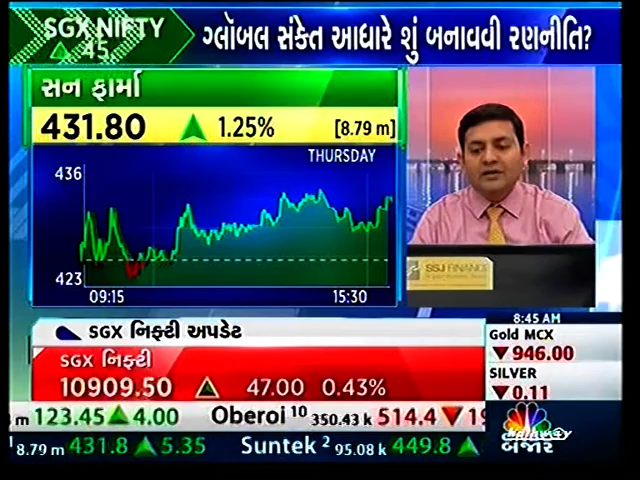 SGX NIFTY
▲ 45
ગ્લોબલ સંકેત આધારે શું બનાવવી રણનીતિ?
સન ફાર્મા
431.80 ▲ 1.25% [8.79 m]
THURSDAY
436
423
09:15 15:30
SSJ FINANC
SGX નિફ્ટી અપડેટ
SGX નિફ્ટી
10909.50 ▲ 47.00 0.43%
8:45 AM
Gold MCX
▼946.00
SILVER
▼0.11
m 123.45 ▲ 4.00 Oberoi 10 350.43 k 514.4 ▼ 19
8.79 m 431.8 ▲ 5.35 Suntek 2 95.08 k 449.8 ▲
બજાર